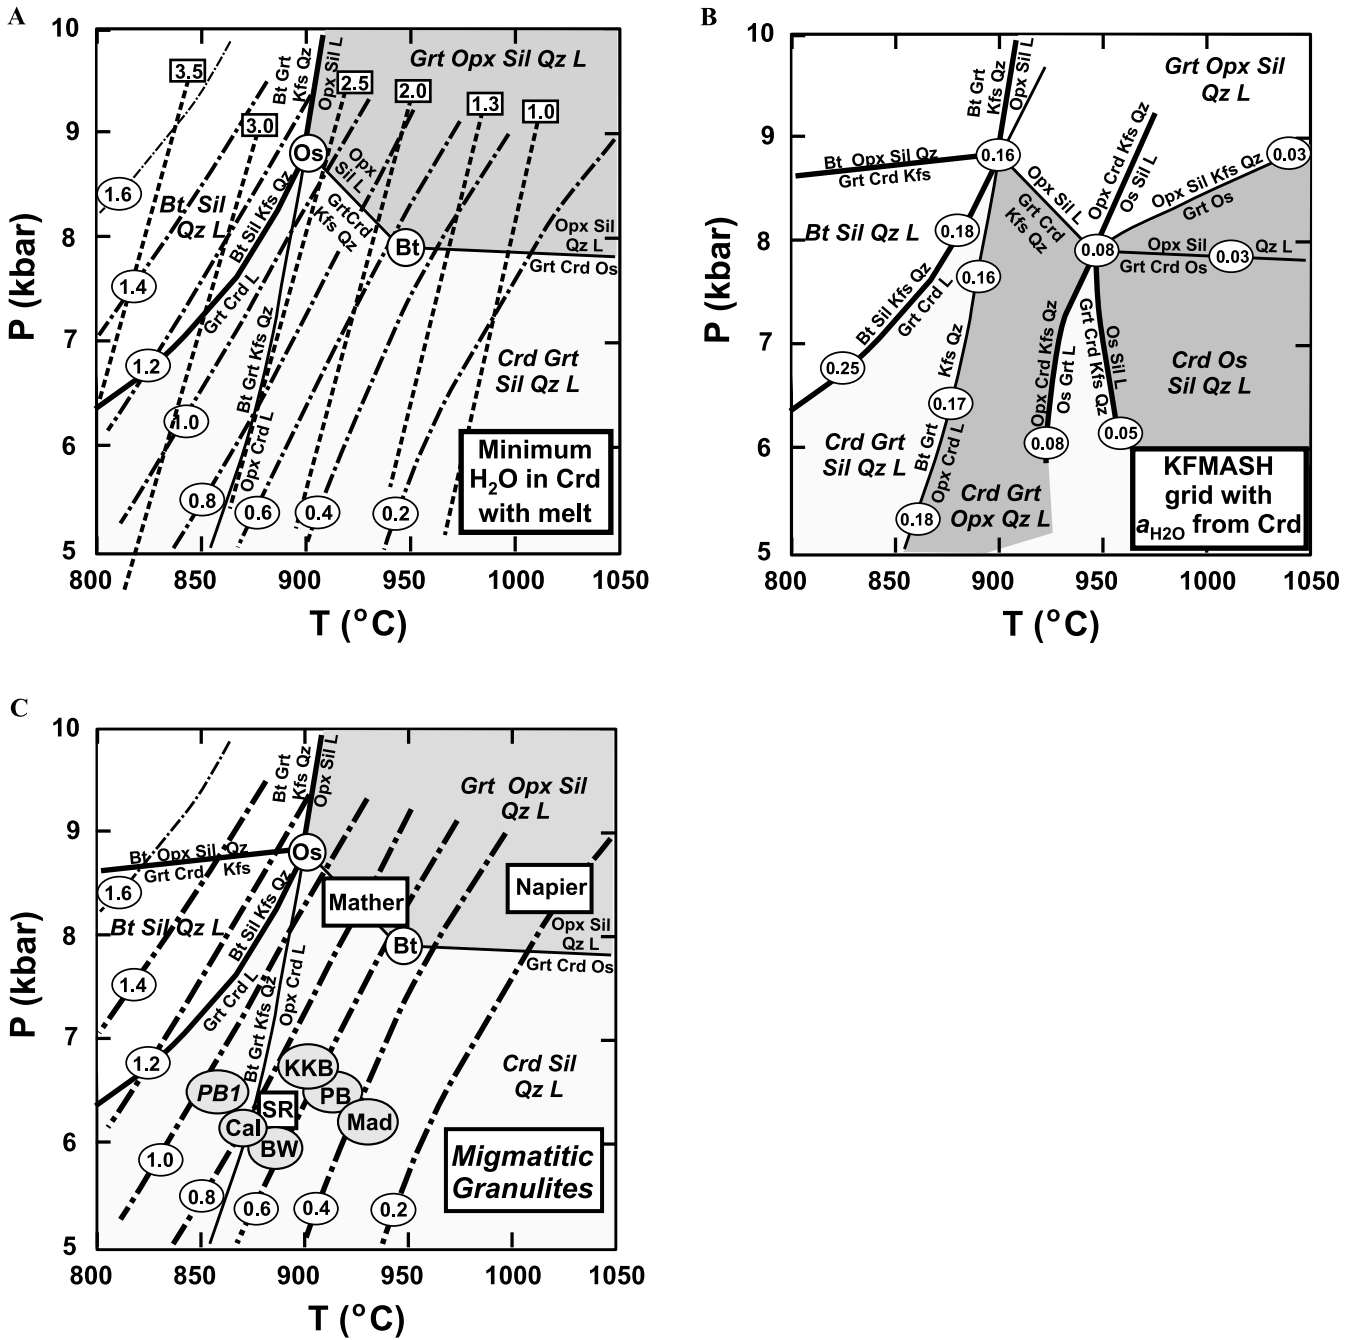 A
10
9
8
7
6
5
P (kbar)
800
850
900
950
1000
1050
T (°C)
3.5
3.0
2.5
2.0
1.3
1.0
1.6
1.4
1.2
1.0
0.8
0.6
0.4
0.2
Os
Bt
Bt Grt
Kfs Qz
Opx Sil L
Grt Opx Sil Qz L
Bt Sil
Qz L
Bt Sil Kfs Qz
Grt Crd L
Opx
Sil L
GrtCrd
Kfs Qz
Opx Sil
Qz L
Grt Crd Os
Bt Grt Kfs Qz
Opx Crd L
Crd Grt
Sil Qz L
Minimum
H₂O in Crd
with melt
B
10
9
8
7
6
5
P (kbar)
800
850
900
950
1000
1050
T (°C)
Bt Grt
Kfs Qz
Opx Sil L
Grt Opx Sil
Qz L
Bt Opx Sil Qz
Grt Crd Kfs
0.16
Opx Crd Kfs Qz
Os Sil L
Opx Sil Kfs Qz
Grt Os
0.03
Opx Sil L
Grt Crd
Kfs Qz
Bt Sil Qz L
0.18
0.16
0.08
Opx Sil
Qz L
Grt Crd Os
0.03
Bt Sil Kfs Qz
Grt Crd L
0.25
Bt Grt
Kfs Qz
Opx Crd L
0.17
0.18
Opx Crd Kfs Qz
Os Grt L
0.08
Os Sil L
Grt Crd Kfs Qz
0.05
Crd Os
Sil Qz L
Crd Grt
Sil Qz L
Crd Grt
Opx Qz L
KFMASH
grid with
aH2O from Crd
C
10
9
8
7
6
5
P (kbar)
800
850
900
950
1000
1050
T (°C)
Bt Grt
Kfs Qz
Opx Sil L
Grt Opx Sil
Qz L
Bt Opx Sil Qz
Grt Crd Kfs
Os
Bt
1.6
1.4
1.2
1.0
0.8
0.6
0.4
0.2
Bt Sil Qz L
Bt Sil Kfs Qz
Grt Crd L
Mather
Napier
Opx Sil
Qz L
Grt Crd Os
Bt Grt Kfs Qz
Opx Crd L
PB1
KKB
PB
SR
Cal
BW
Mad
Crd Sil
Qz L
Migmatitic
Granulites